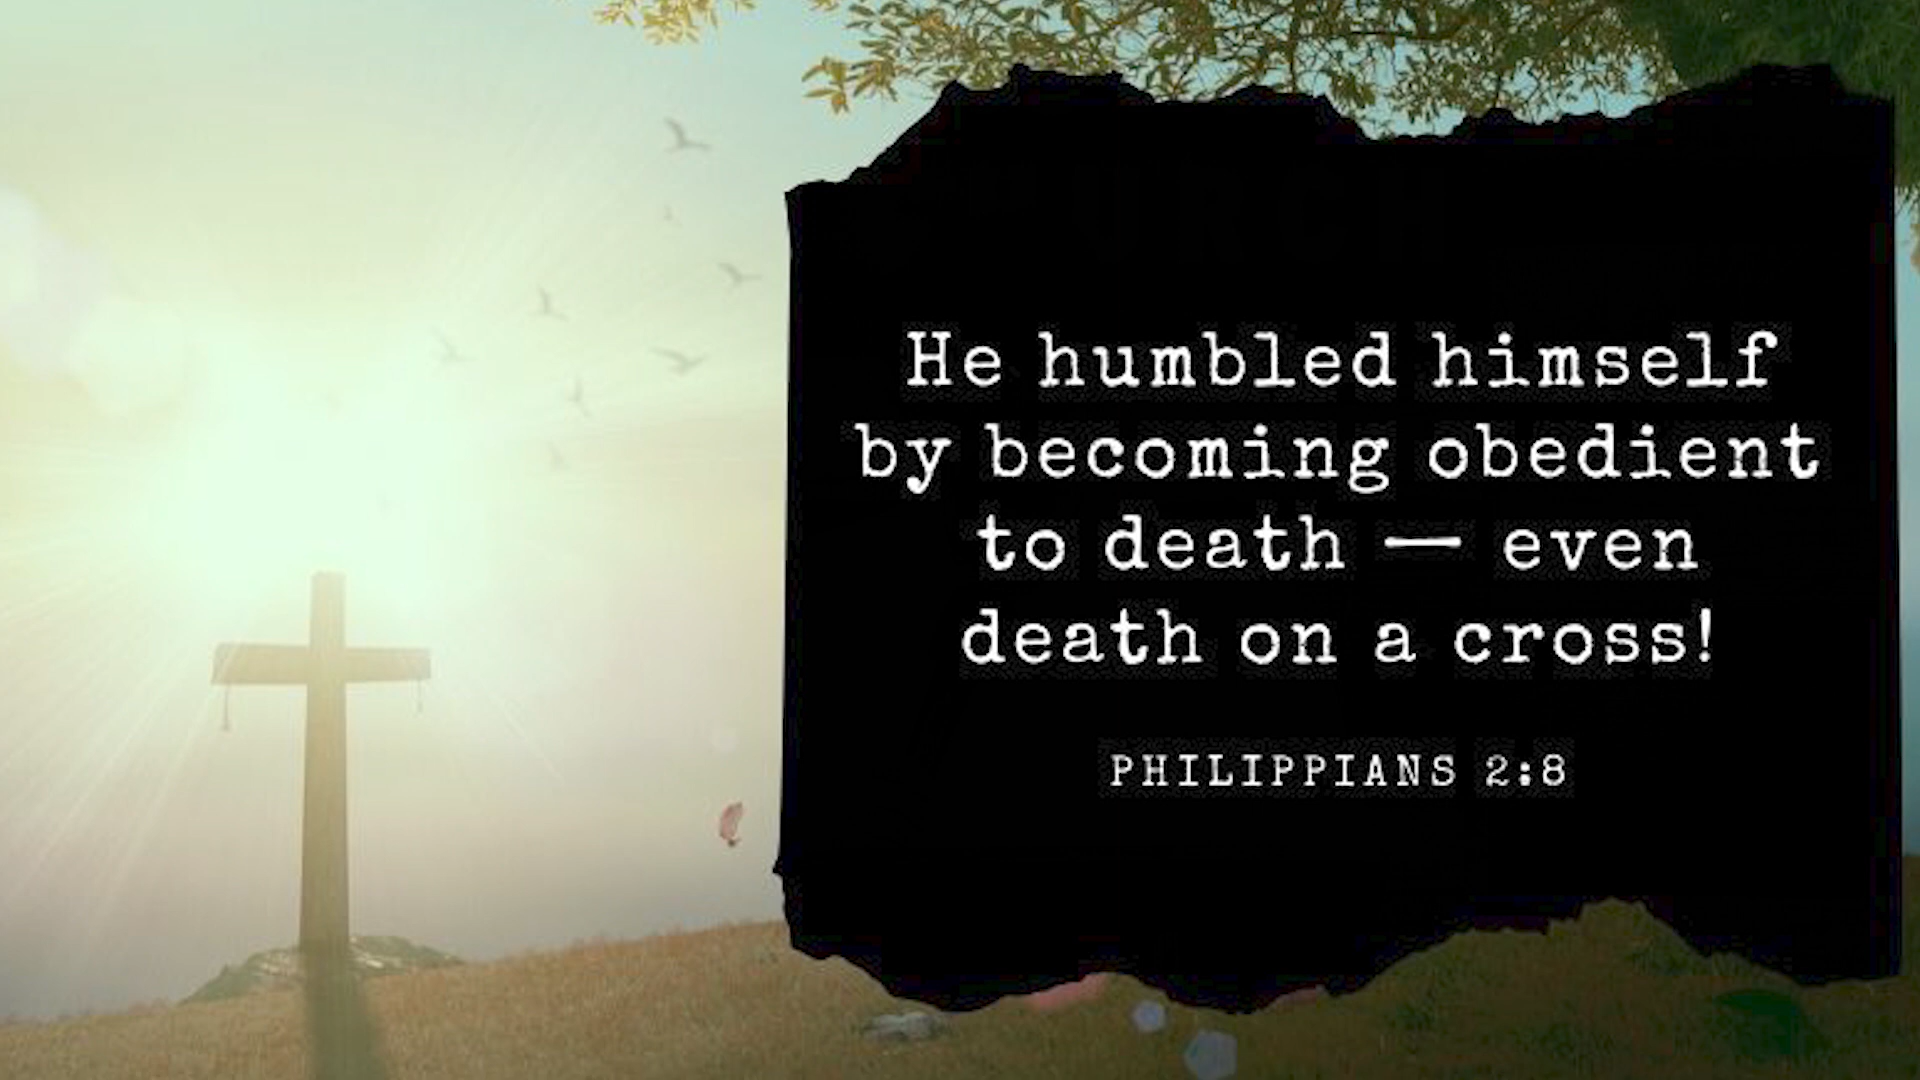 He humbled himself
by becoming obedient
to death — even
death on a cross!
PHILIPPIANS 2:8